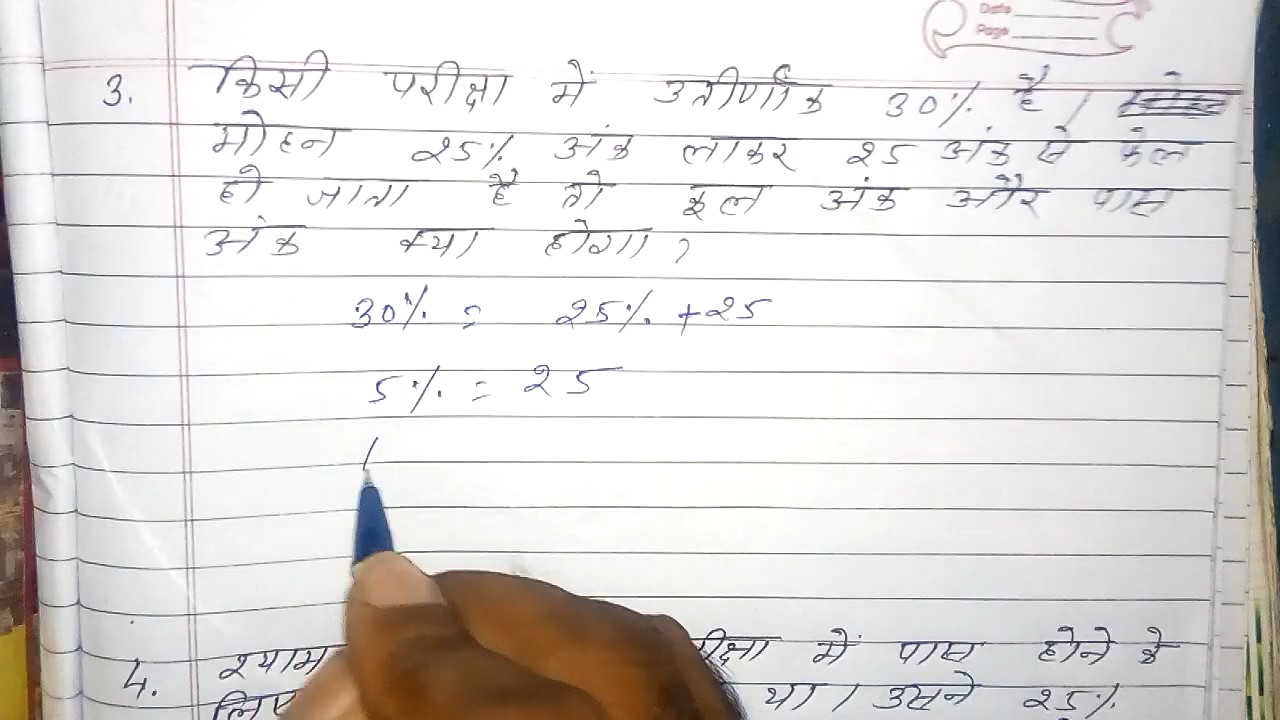 Date
Page
3. किसी परीक्षा में उत्तीर्णांक 30% है।
मोहन 25% अंक लाकर 25 अंक से फेल
हो जाता है तो कुल अंक और पास
अंक क्या होगा?
30% = 25% + 25
5% = 25
4. श्याम रीक्षा में पास होने के
लिए था। उसने 25%